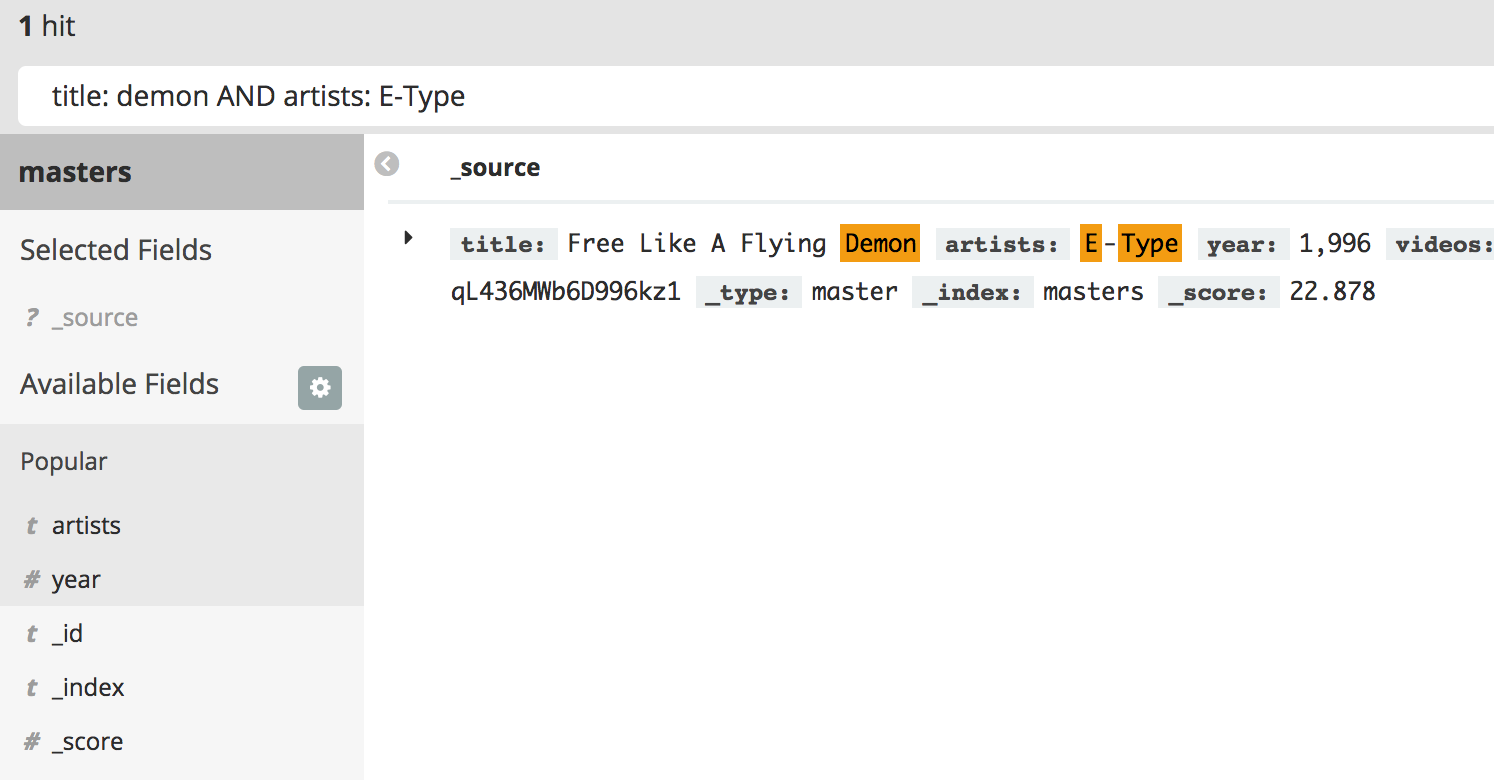 1 hit
title: demon AND artists: E-Type
masters
Selected Fields
? _source
Available Fields
Popular
t artists
# year
t _id
t _index
# _score
_source
title: Free Like A Flying Demon artists: E-Type year: 1,996 videos:
qL436MWb6D996kz1 _type: master _index: masters _score: 22.878